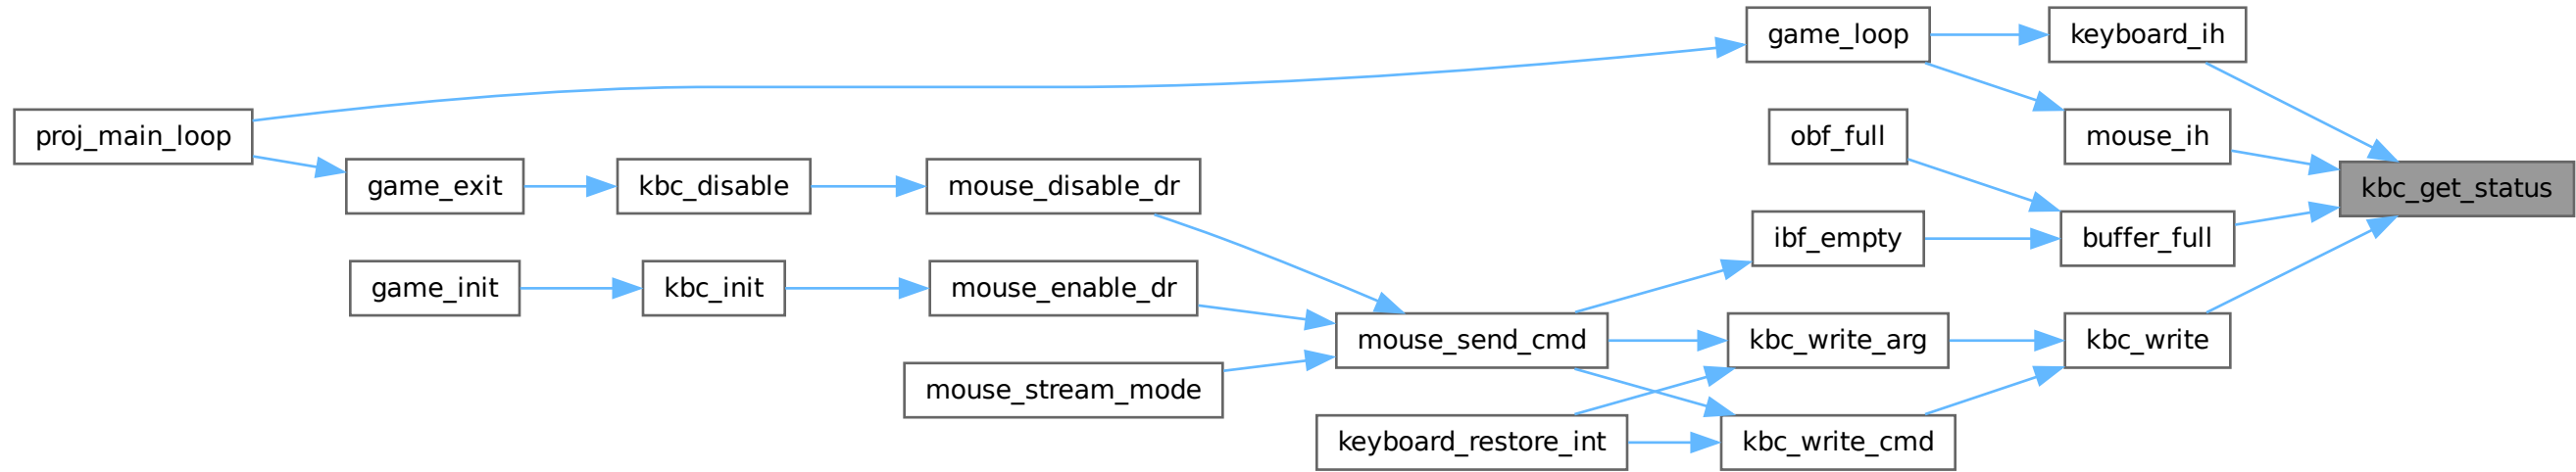 game_loop
keyboard_ih
proj_main_loop
obf_full
mouse_ih
game_exit
kbc_disable
mouse_disable_dr
kbc_get_status
ibf_empty
buffer_full
game_init
kbc_init
mouse_enable_dr
mouse_send_cmd
kbc_write_arg
kbc_write
mouse_stream_mode
keyboard_restore_int
kbc_write_cmd